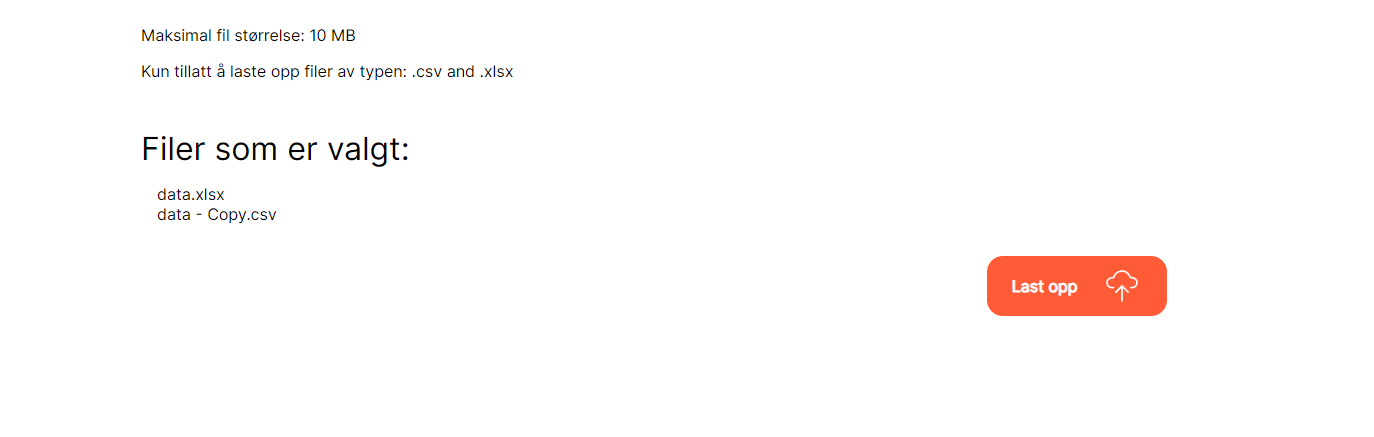 Maksimal fil størrelse: 10 MB
Kun tillatt å laste opp filer av typen: .csv and .xlsx
Filer som er valgt:
data.xlsx
data - Copy.csv
Last opp